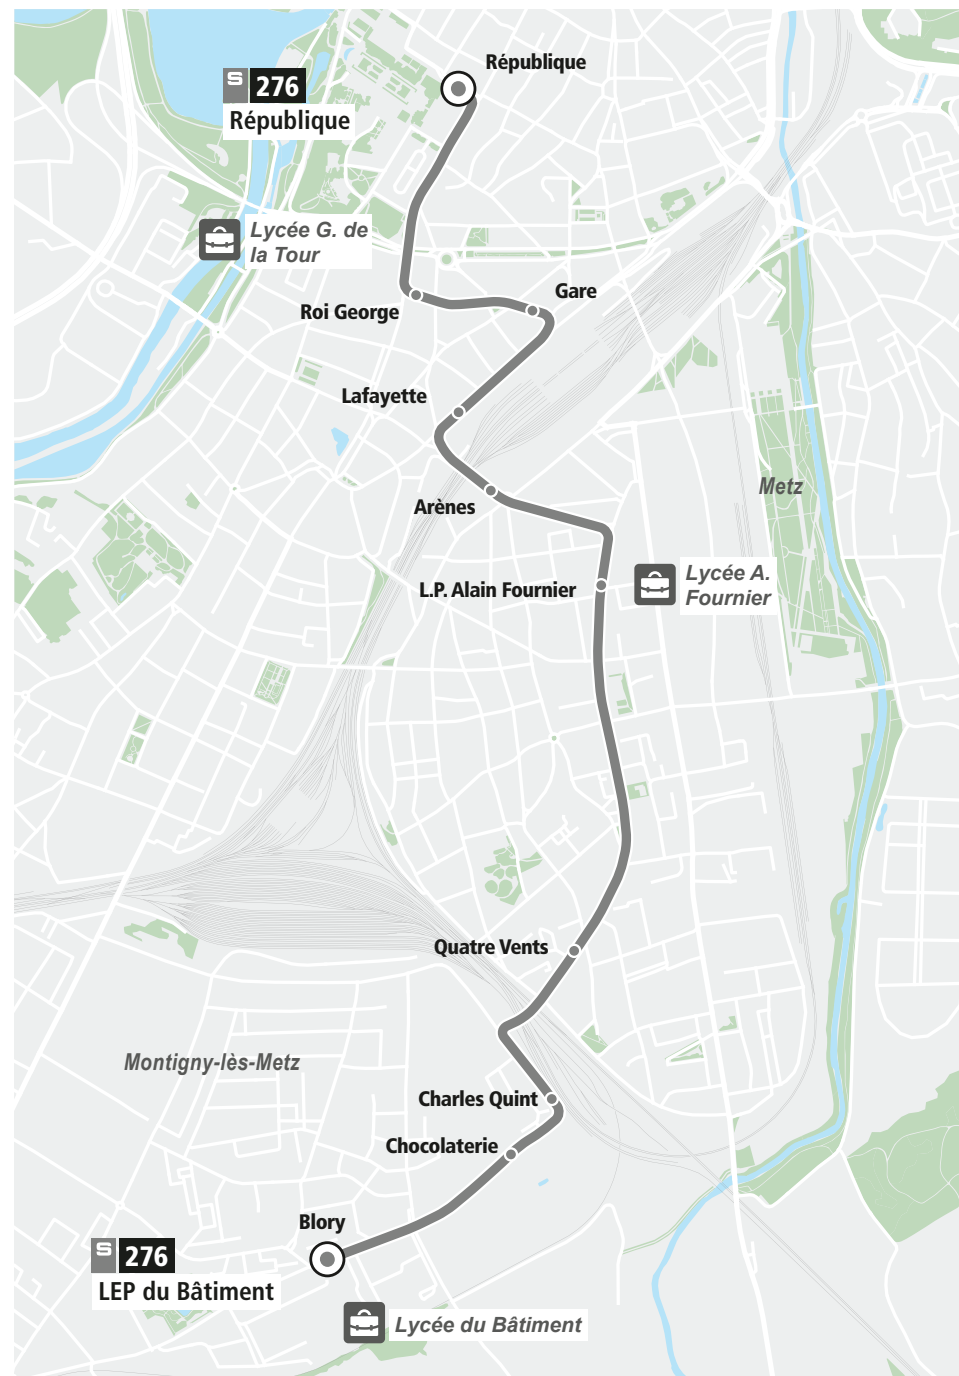 République
S 276
République
Lycée G. de
la Tour
Gare
Roi George
Lafayette
Metz
Arènes
Lycée A.
Fournier
L.P. Alain Fournier
Quatre Vents
Montigny-lès-Metz
Charles Quint
Chocolaterie
Blory
S 276
LEP du Bâtiment
Lycée du Bâtiment